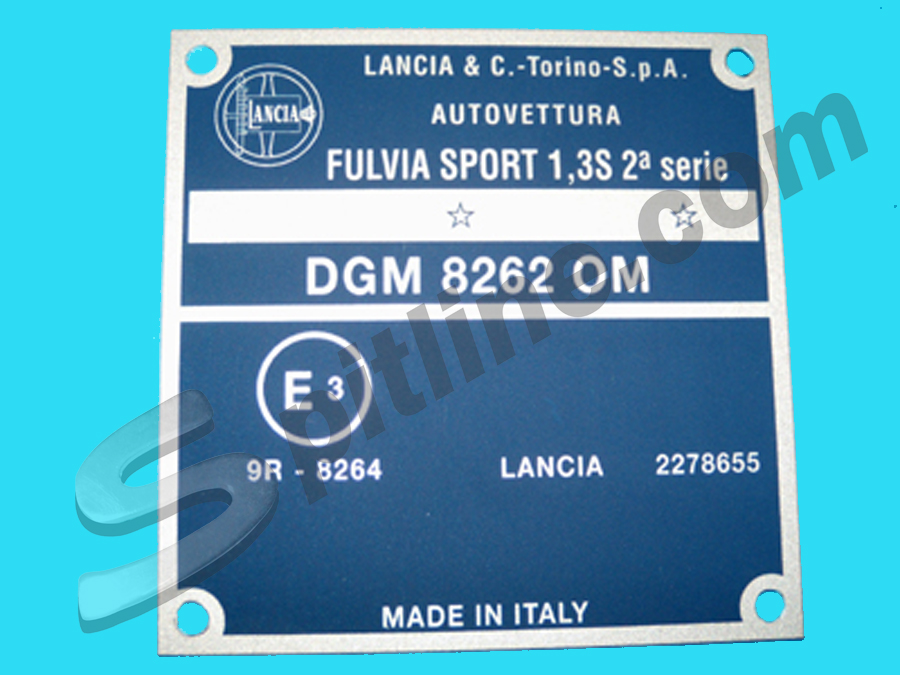 LANCIA & C.-Torino-S.p.A.
LANCIA
AUTOVETTURA
FULVIA SPORT 1,3S 2ª serie
DGM 8262 OM
E 3
9R - 8264 LANCIA 2278655
MADE IN ITALY
Spitline.com